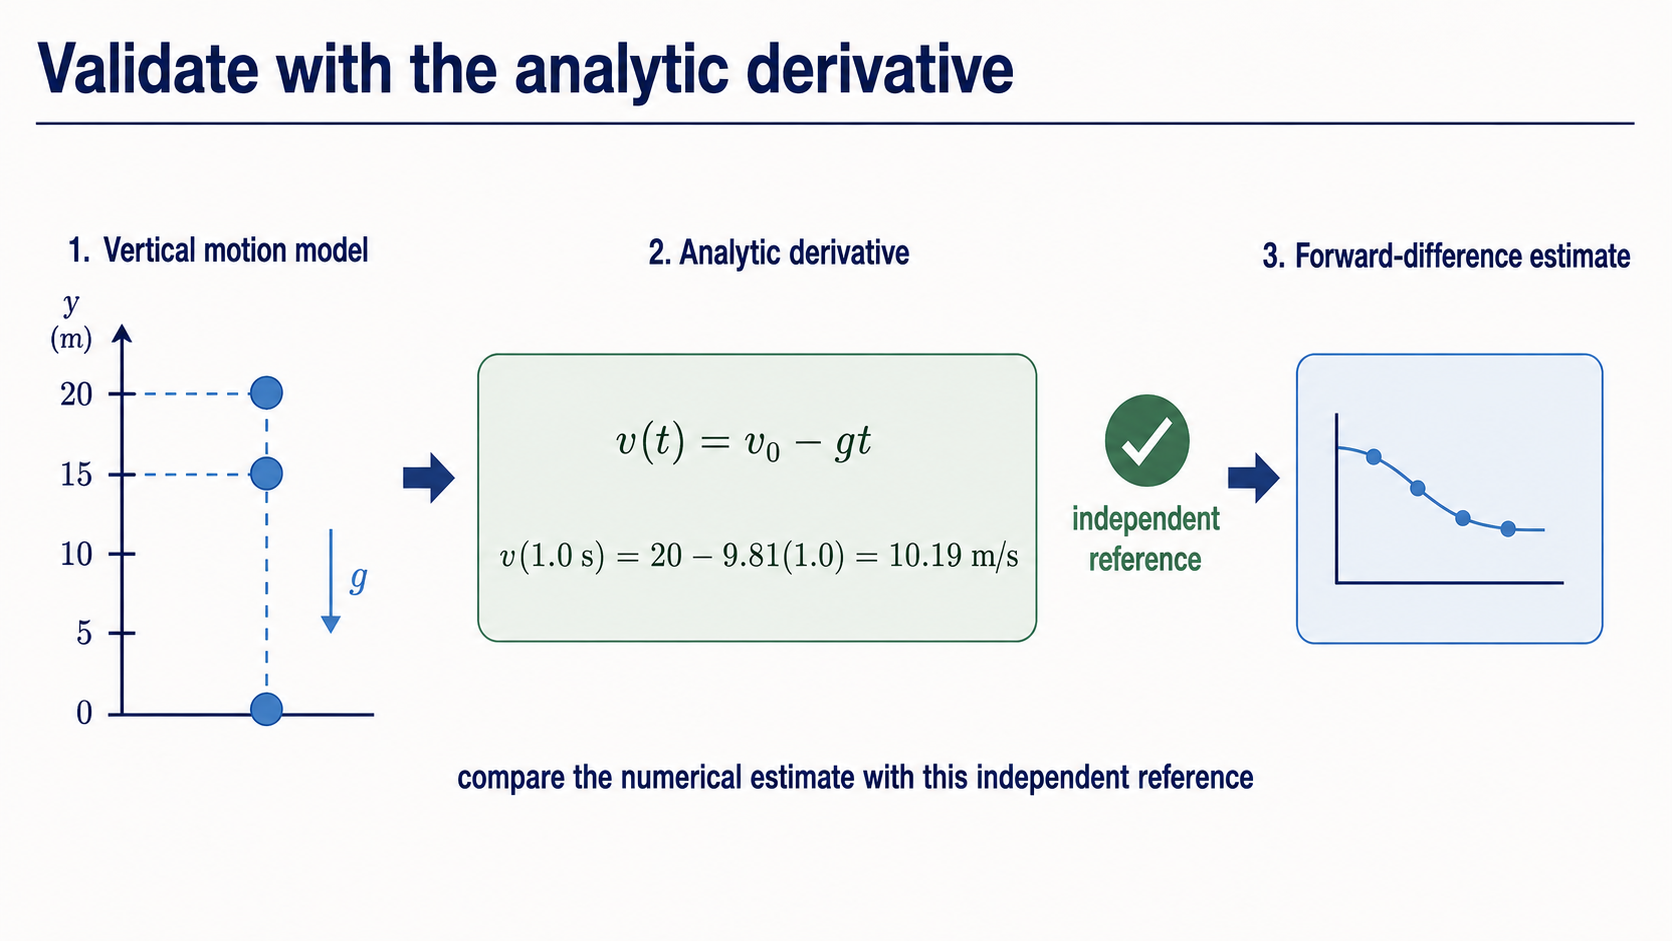 Validate with the analytic derivative
1. Vertical motion model
y
(m)
20
15
10
5
0
g
2. Analytic derivative
v(t) = v₀ − gt
v(1.0 s) = 20 − 9.81(1.0) = 10.19 m/s
independent
reference
3. Forward-difference estimate
compare the numerical estimate with this independent reference